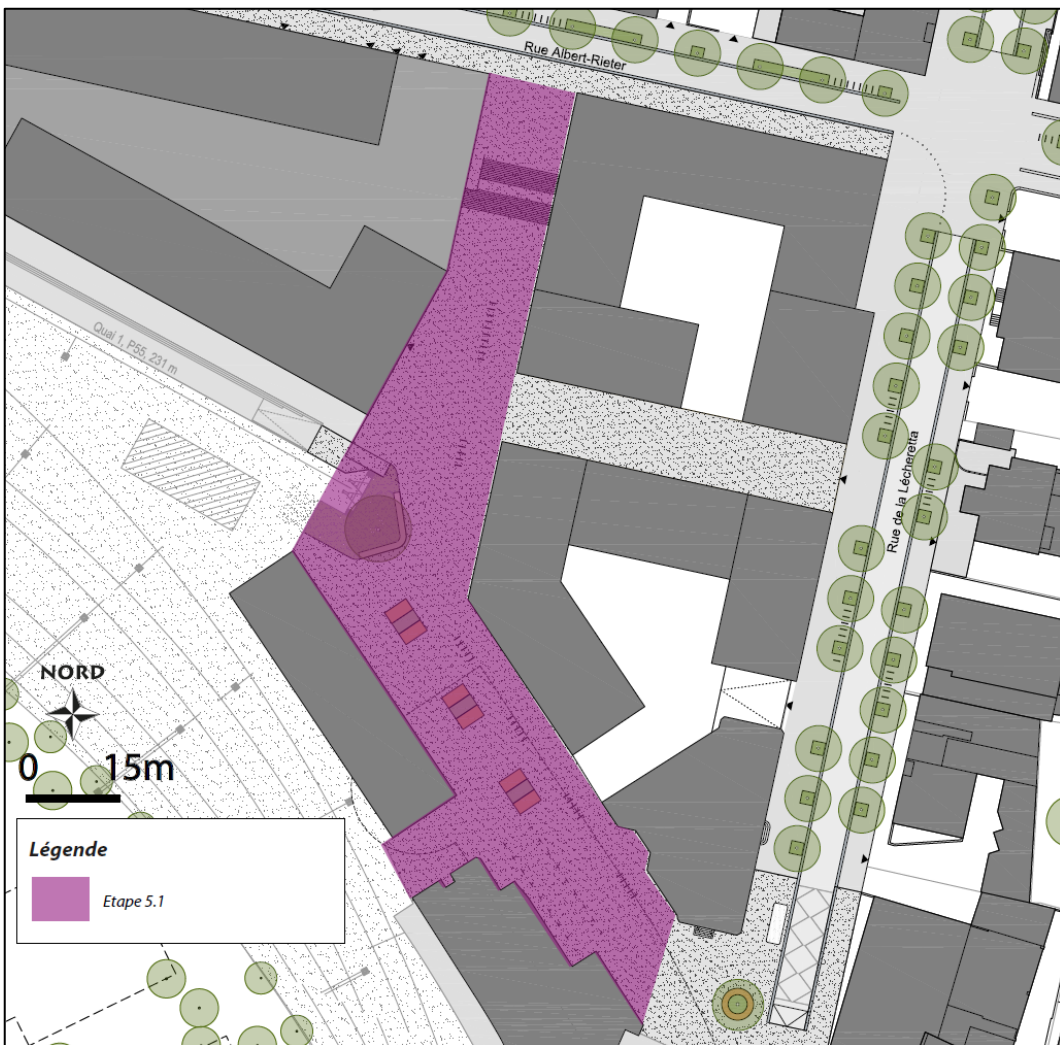 Rue Albert-Rieter
Quai 1, P55, 231 m
Rue de la Lécheretta
NORD
0 15m
Légende
Etape 5.1